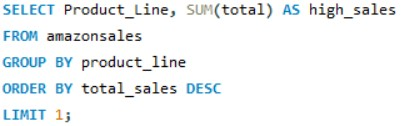 SELECT Product_Line, SUM(total) AS high_sales
FROM amazonsales
GROUP BY product_line
ORDER BY total_sales DESC
LIMIT 1;